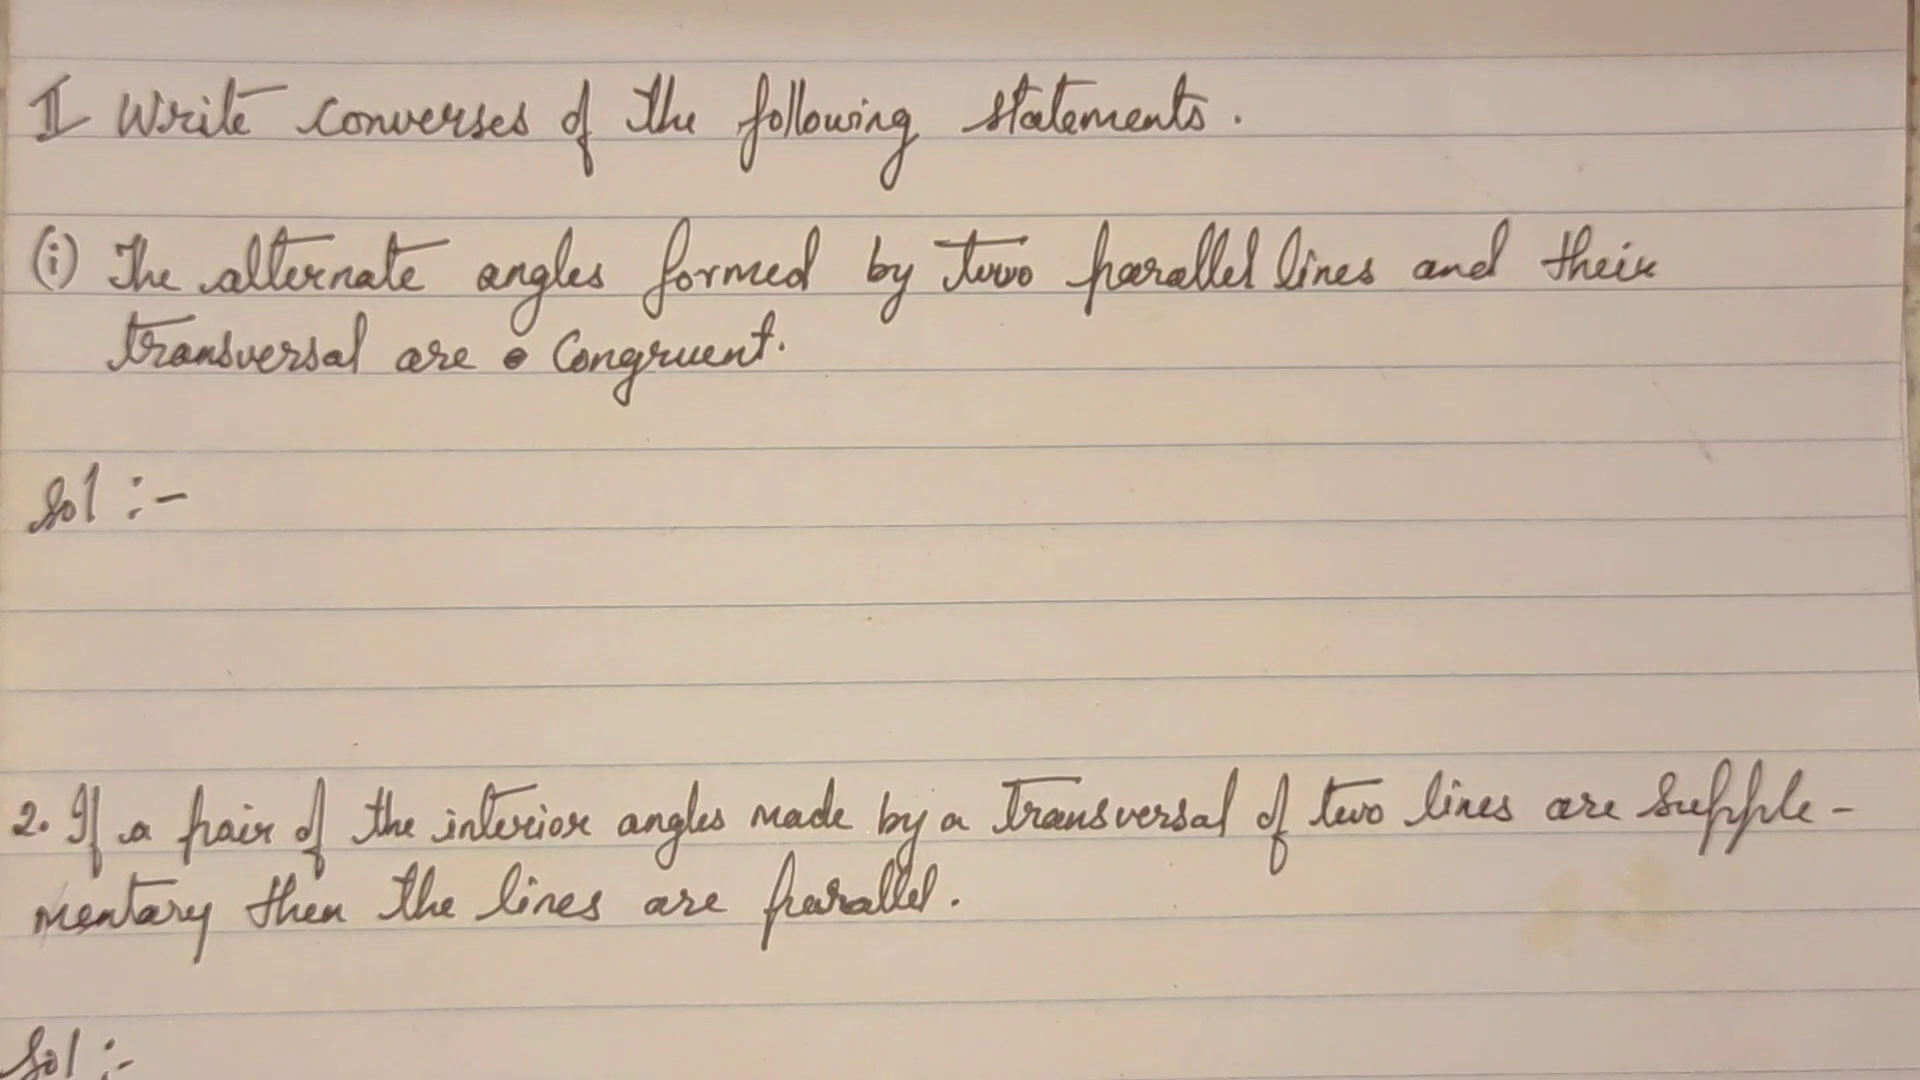 II Write converses of the following statements.
(i) The alternate angles formed by two parallel lines and their
transversal are congruent.
Sol :-
2. If a pair of the interior angles made by a transversal of two lines are supple-
mentary then the lines are parallel.
Sol :-